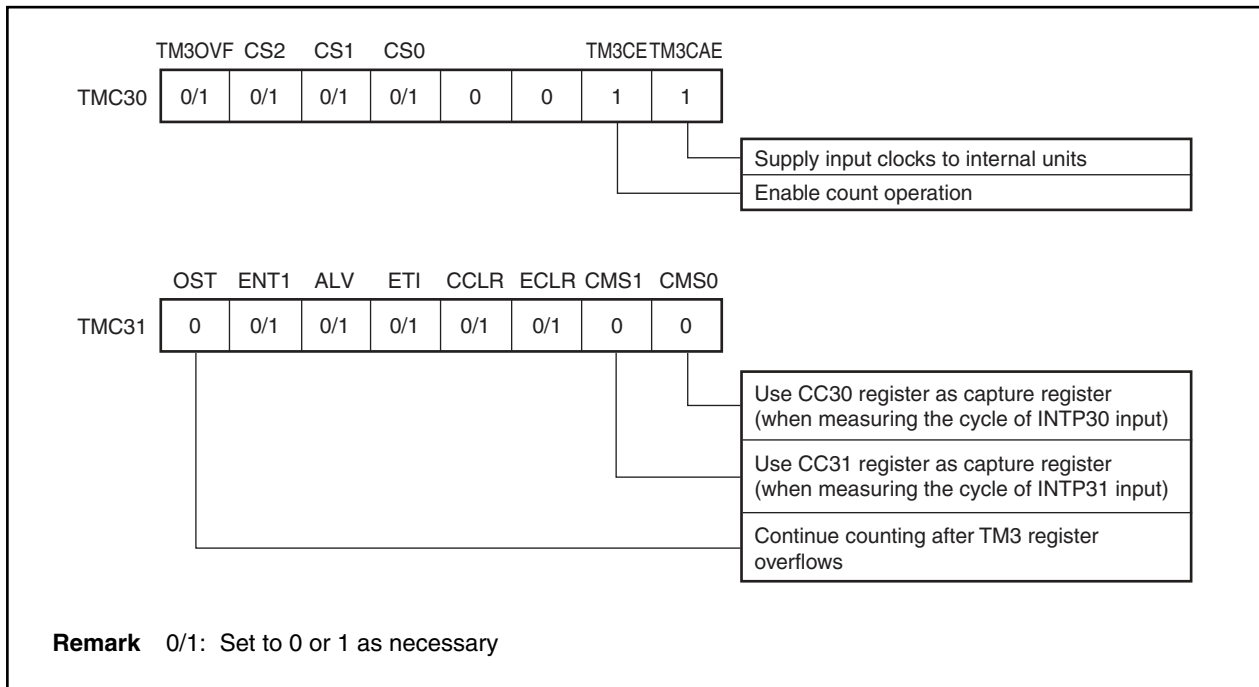 TM3OVF CS2 CS1 CS0 TM3CE TM3CAE
TMC30 0/1 0/1 0/1 0/1 0 0 1 1
Supply input clocks to internal units
Enable count operation
OST ENT1 ALV ETI CCLR ECLR CMS1 CMS0
TMC31 0 0/1 0/1 0/1 0/1 0/1 0 0
Use CC30 register as capture register
(when measuring the cycle of INTP30 input)
Use CC31 register as capture register
(when measuring the cycle of INTP31 input)
Continue counting after TM3 register
overflows
Remark 0/1: Set to 0 or 1 as necessary